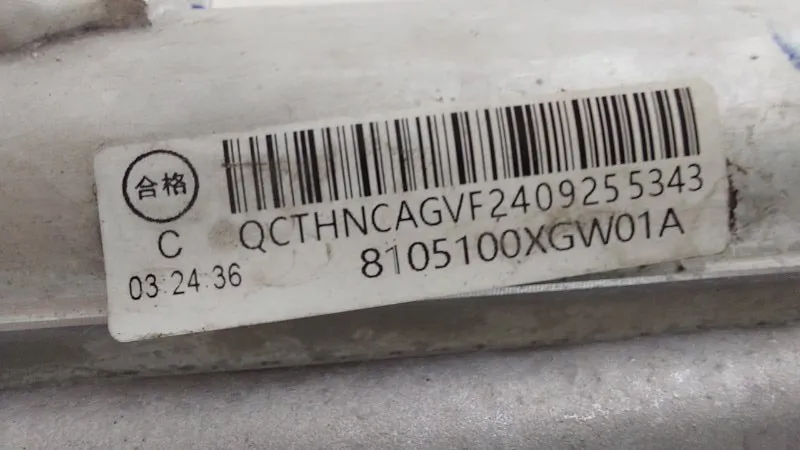 合格
C
03:24:36
QCTHNCAGVF2409255343
8105100XGW01A